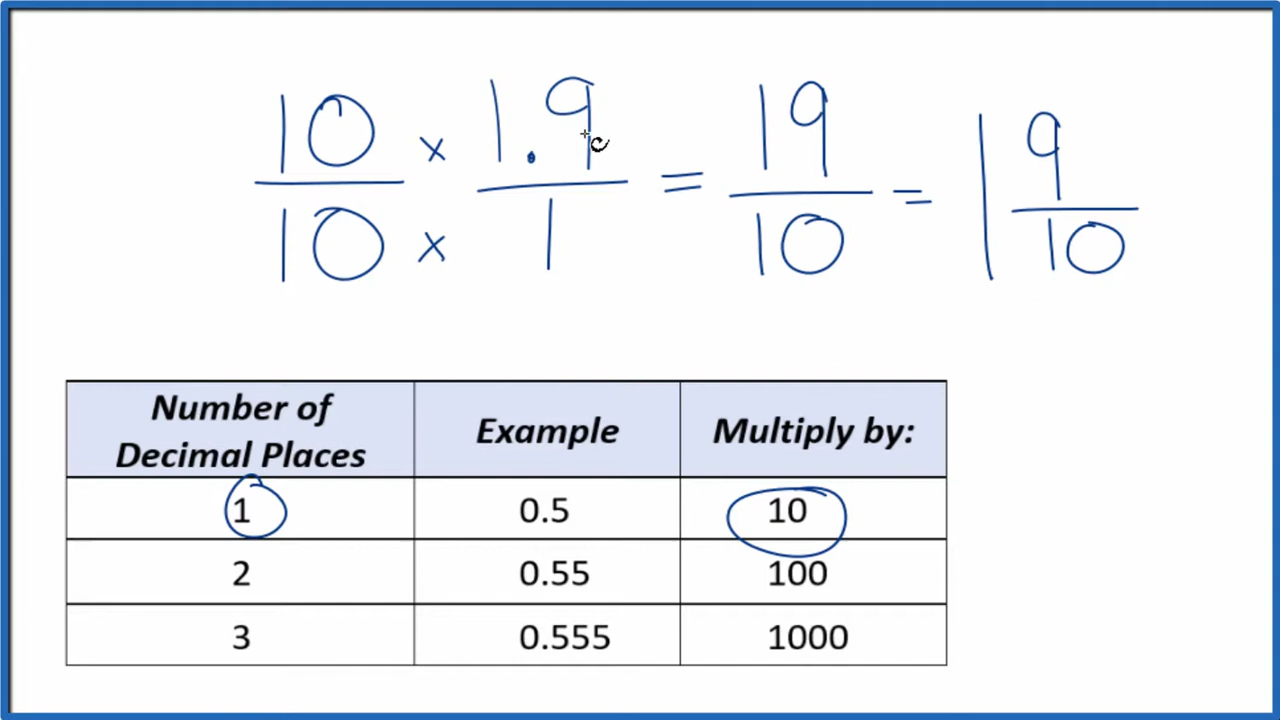 10/10 × 1.9/1 = 19/10 = 1 9/10
Number of Decimal Places | Example | Multiply by:
1 | 0.5 | 10
2 | 0.55 | 100
3 | 0.555 | 1000